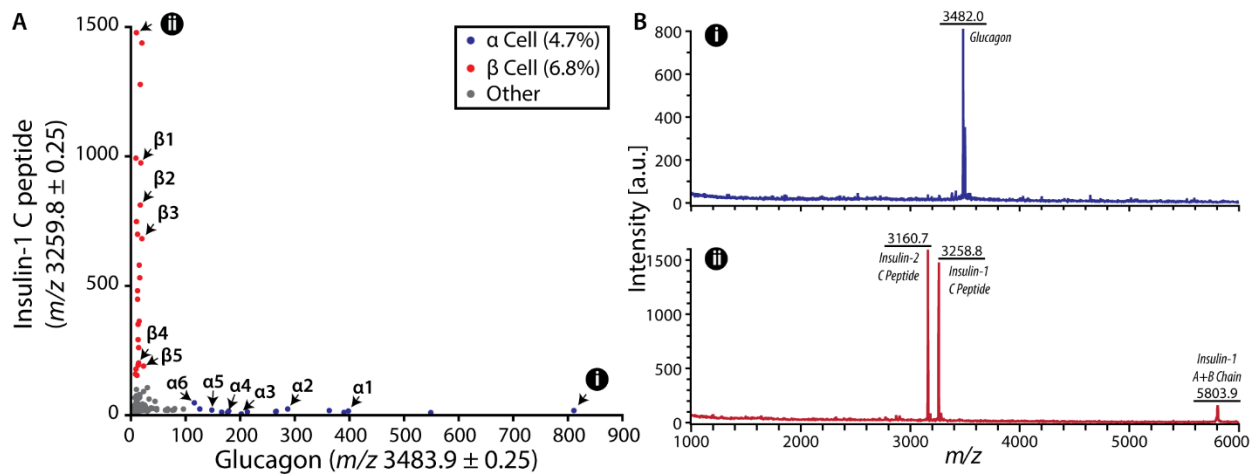 A
ii
1500
1000
500
0
Insulin-1 C peptide
(m/z 3259.8 ± 0.25)
α Cell (4.7%)
β Cell (6.8%)
Other
β1
β2
β3
β4
β5
α6
α5
α4
α3
α2
α1
i
0 100 200 300 400 500 600 700 800 900
Glucagon (m/z 3483.9 ± 0.25)
B
i
3482.0
Glucagon
800
600
400
200
0
Intensity [a.u.]
ii
3160.7
Insulin-2
C Peptide
3258.8
Insulin-1
C Peptide
Insulin-1
A+B Chain
5803.9
1500
1000
500
0
1000 2000 3000 4000 5000 6000
m/z